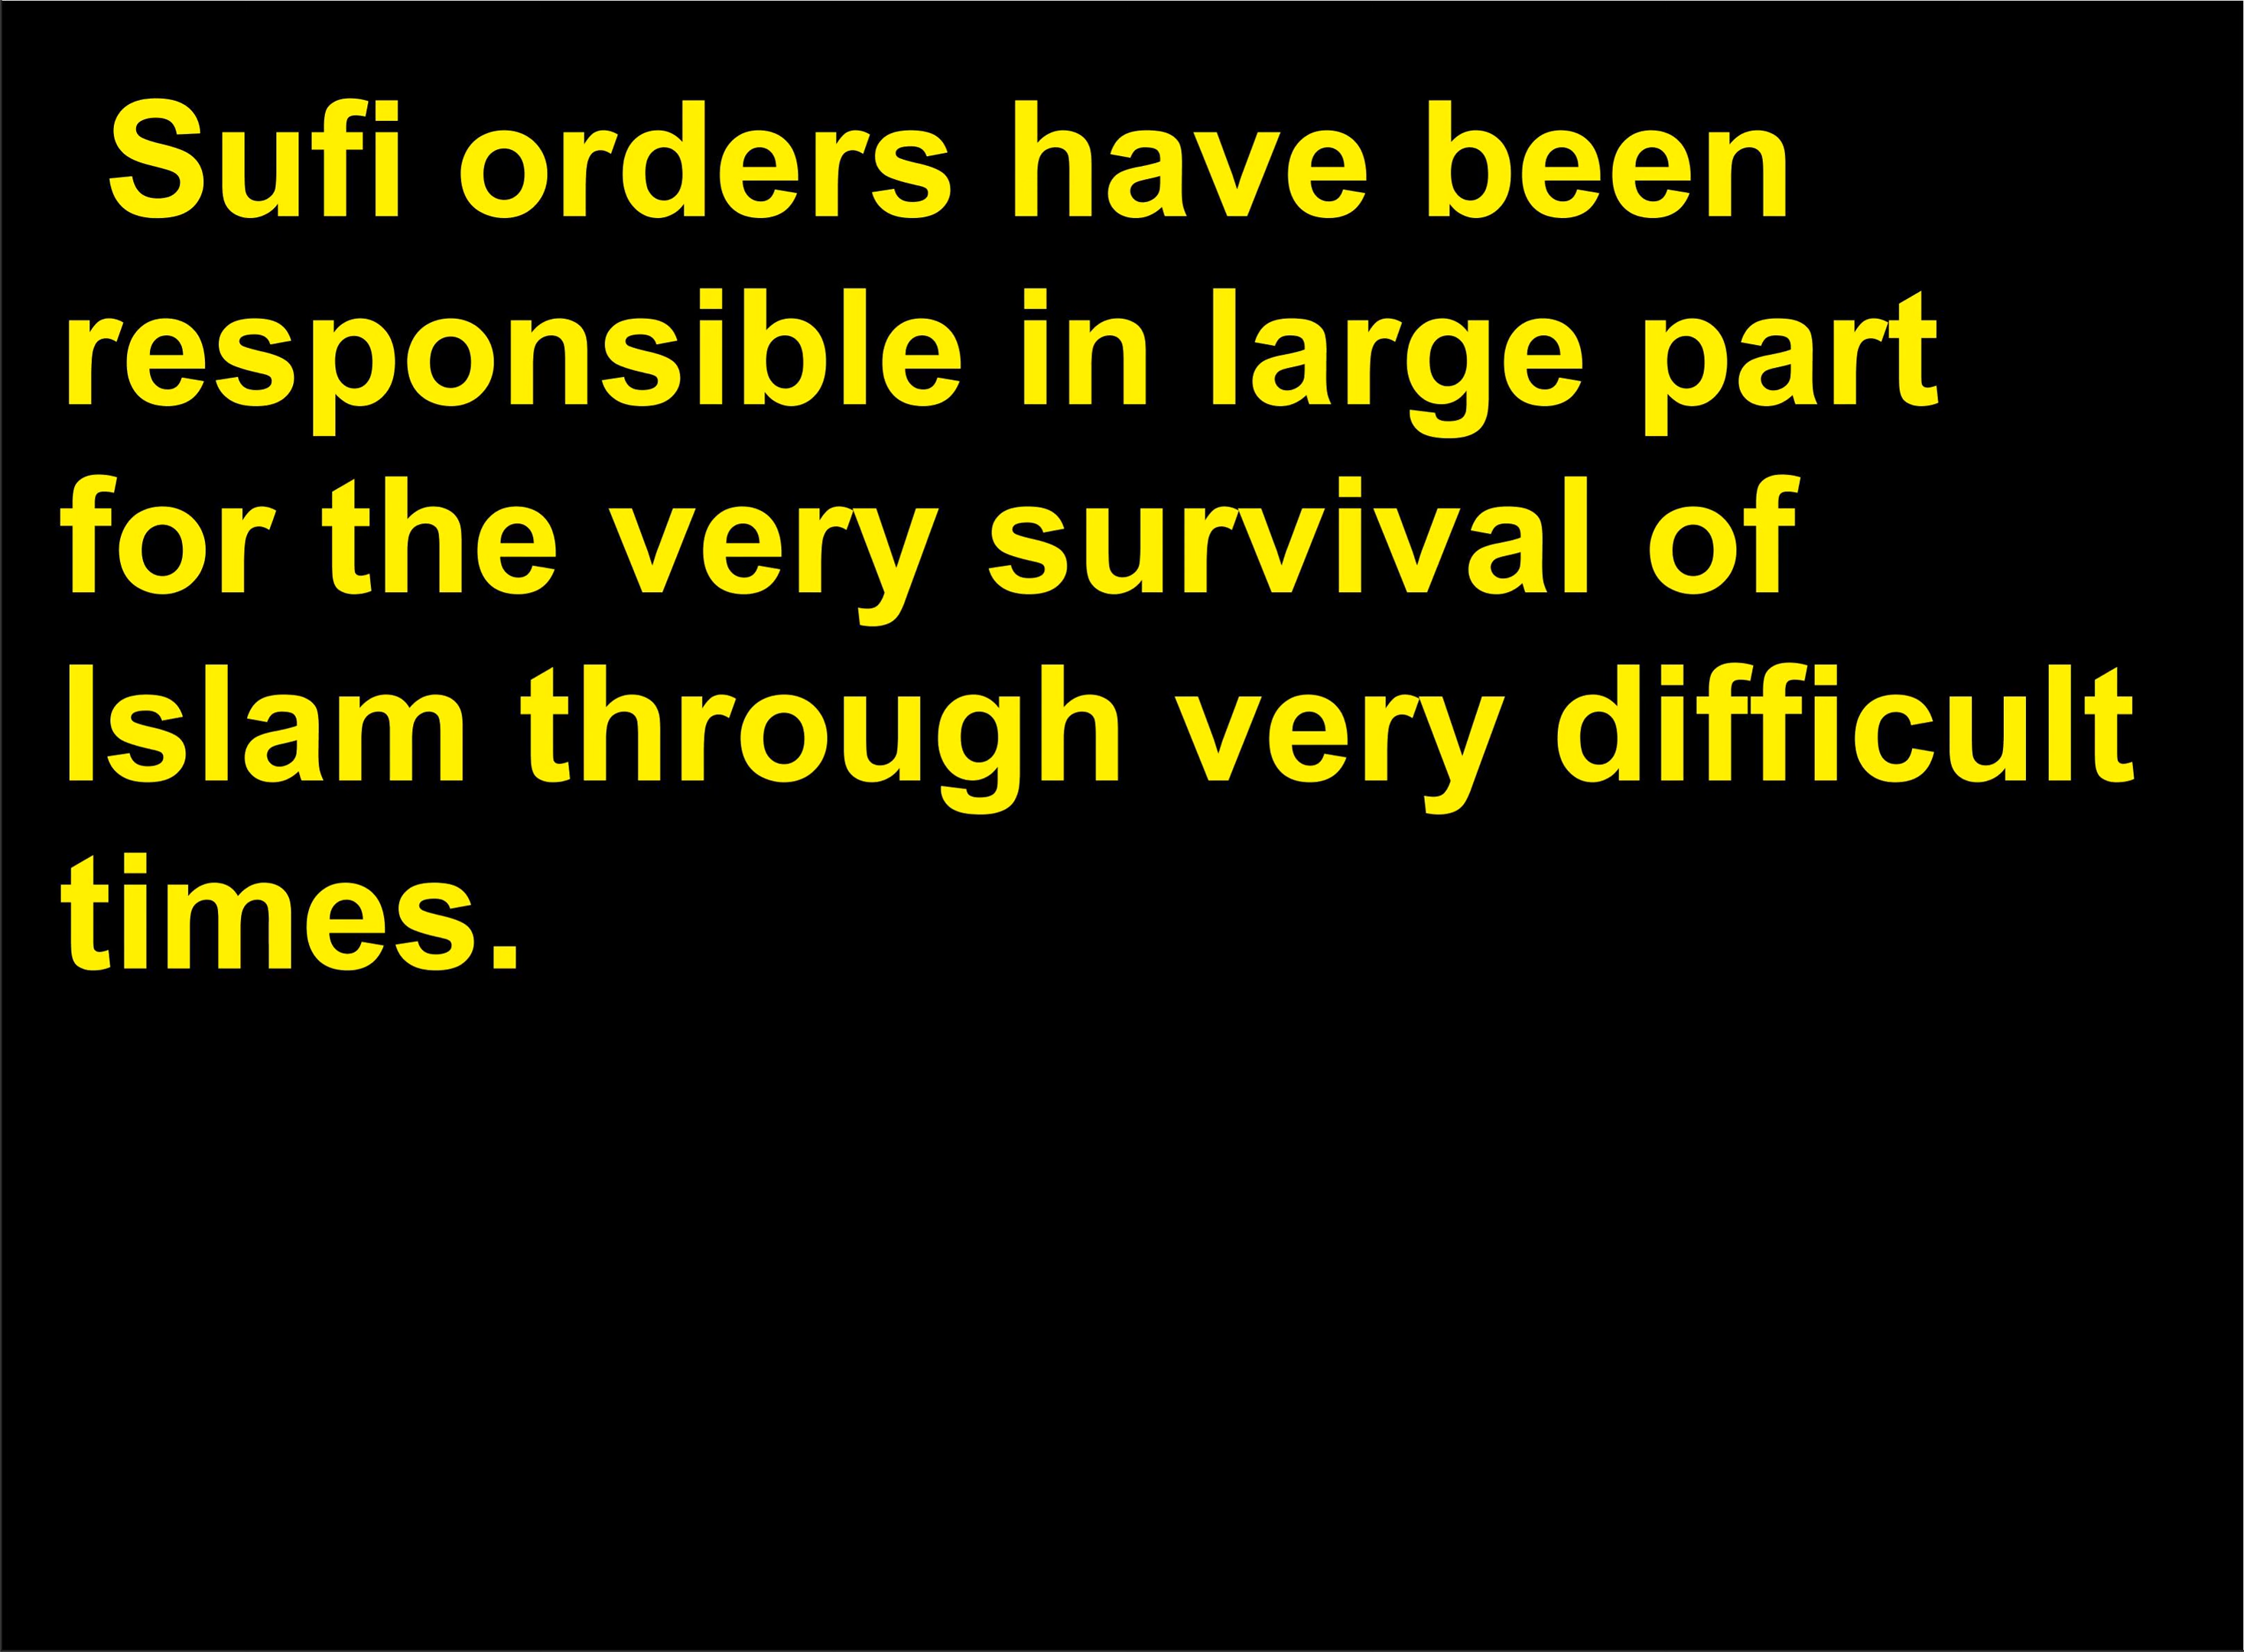 Sufi orders have been
responsible in large part
for the very survival of
Islam through very difficult
times.